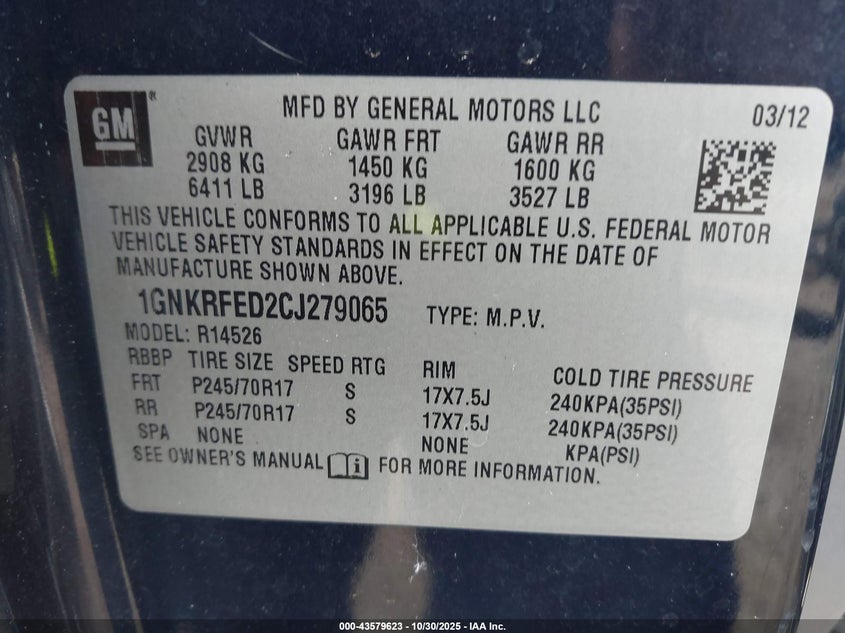 GM
®
MFD BY GENERAL MOTORS LLC 03/12
GVWR GAWR FRT GAWR RR
2908 KG 1450 KG 1600 KG
6411 LB 3196 LB 3527 LB
THIS VEHICLE CONFORMS TO ALL APPLICABLE U.S. FEDERAL MOTOR
VEHICLE SAFETY STANDARDS IN EFFECT ON THE DATE OF
MANUFACTURE SHOWN ABOVE.
1GNKRFED2CJ279065 TYPE: M.P.V.
MODEL: R14526
RBBP TIRE SIZE SPEED RTG RIM COLD TIRE PRESSURE
FRT P245/70R17 S 17X7.5J 240KPA(35PSI)
RR P245/70R17 S 17X7.5J 240KPA(35PSI)
SPA NONE NONE KPA(PSI)
SEE OWNER'S MANUAL i FOR MORE INFORMATION.
000-43579623 - 10/30/2025 - IAA Inc.